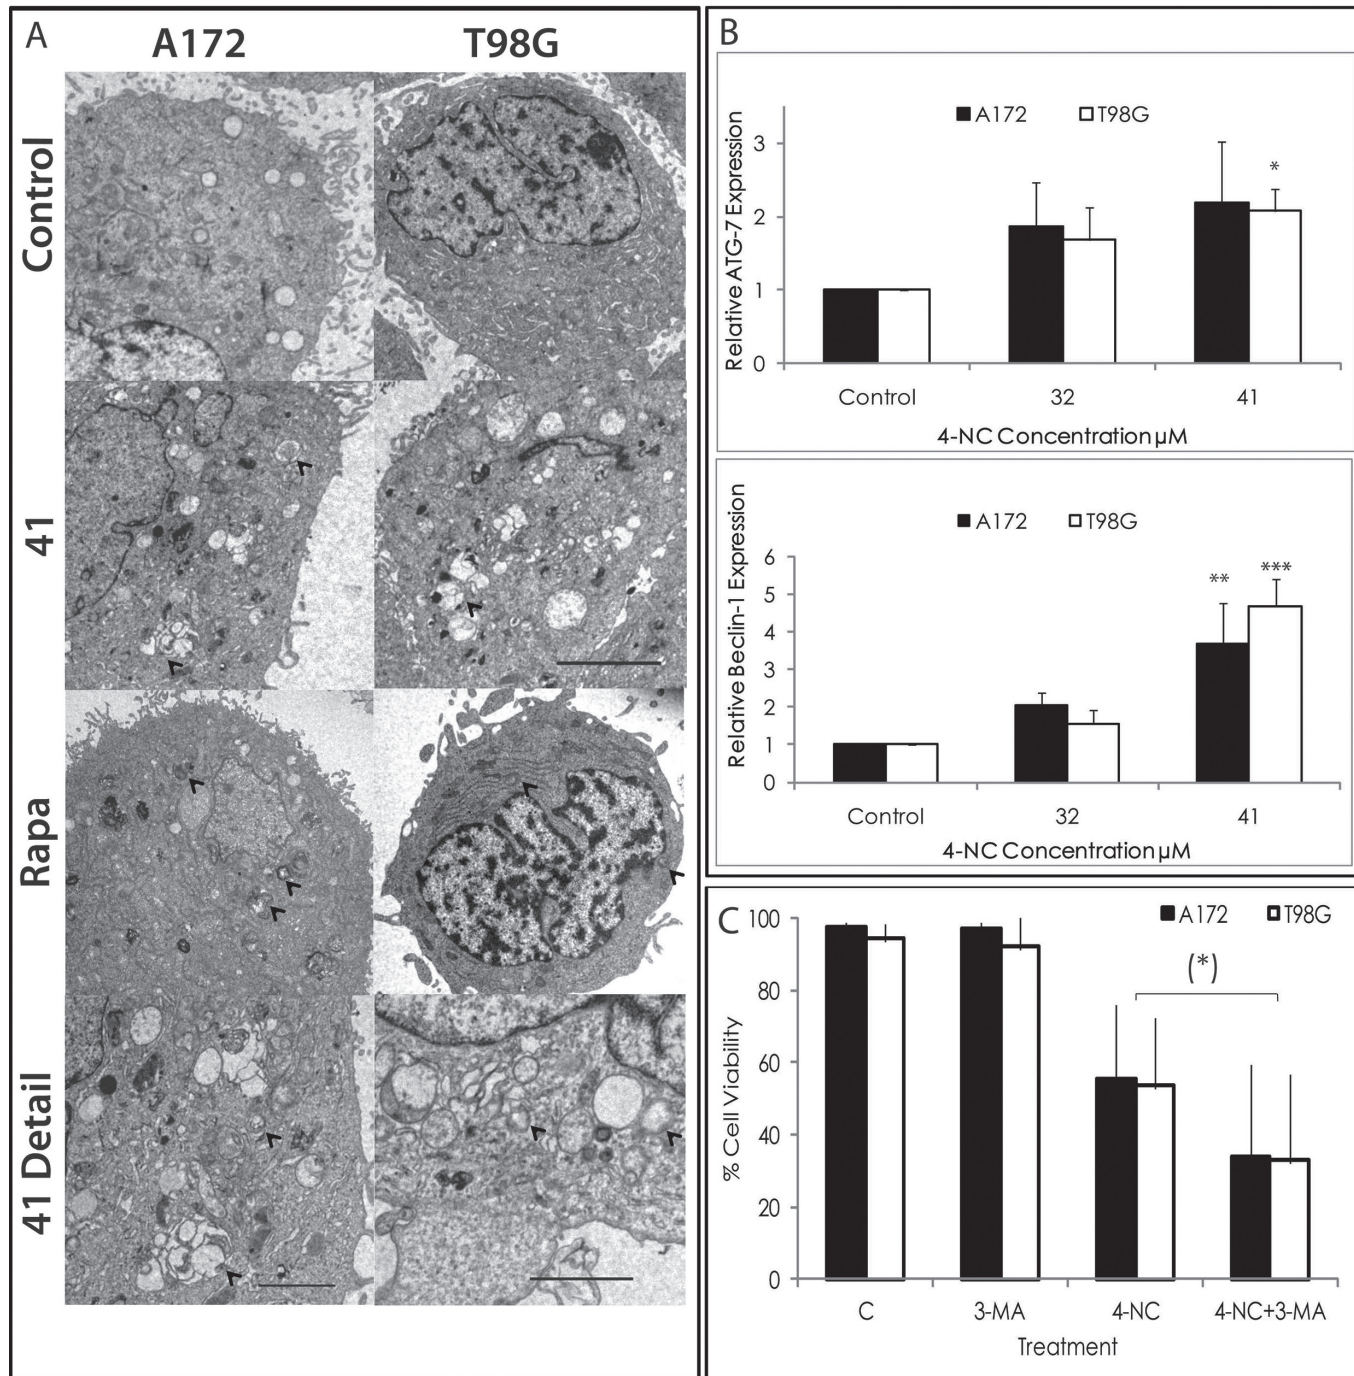 A
A172 T98G
Control
41
Rapa
41 Detail
B
A172 T98G
Relative ATG-7 Expression
3
2
1
0
*
Control 32 41
4-NC Concentration µM
A172 T98G
Relative Beclin-1 Expression
6
5
4
3
2
1
0
** ***
Control 32 41
4-NC Concentration µM
C
A172 T98G
(*)
% Cell Viability
100
80
60
40
20
0
C 3-MA 4-NC 4-NC+3-MA
Treatment